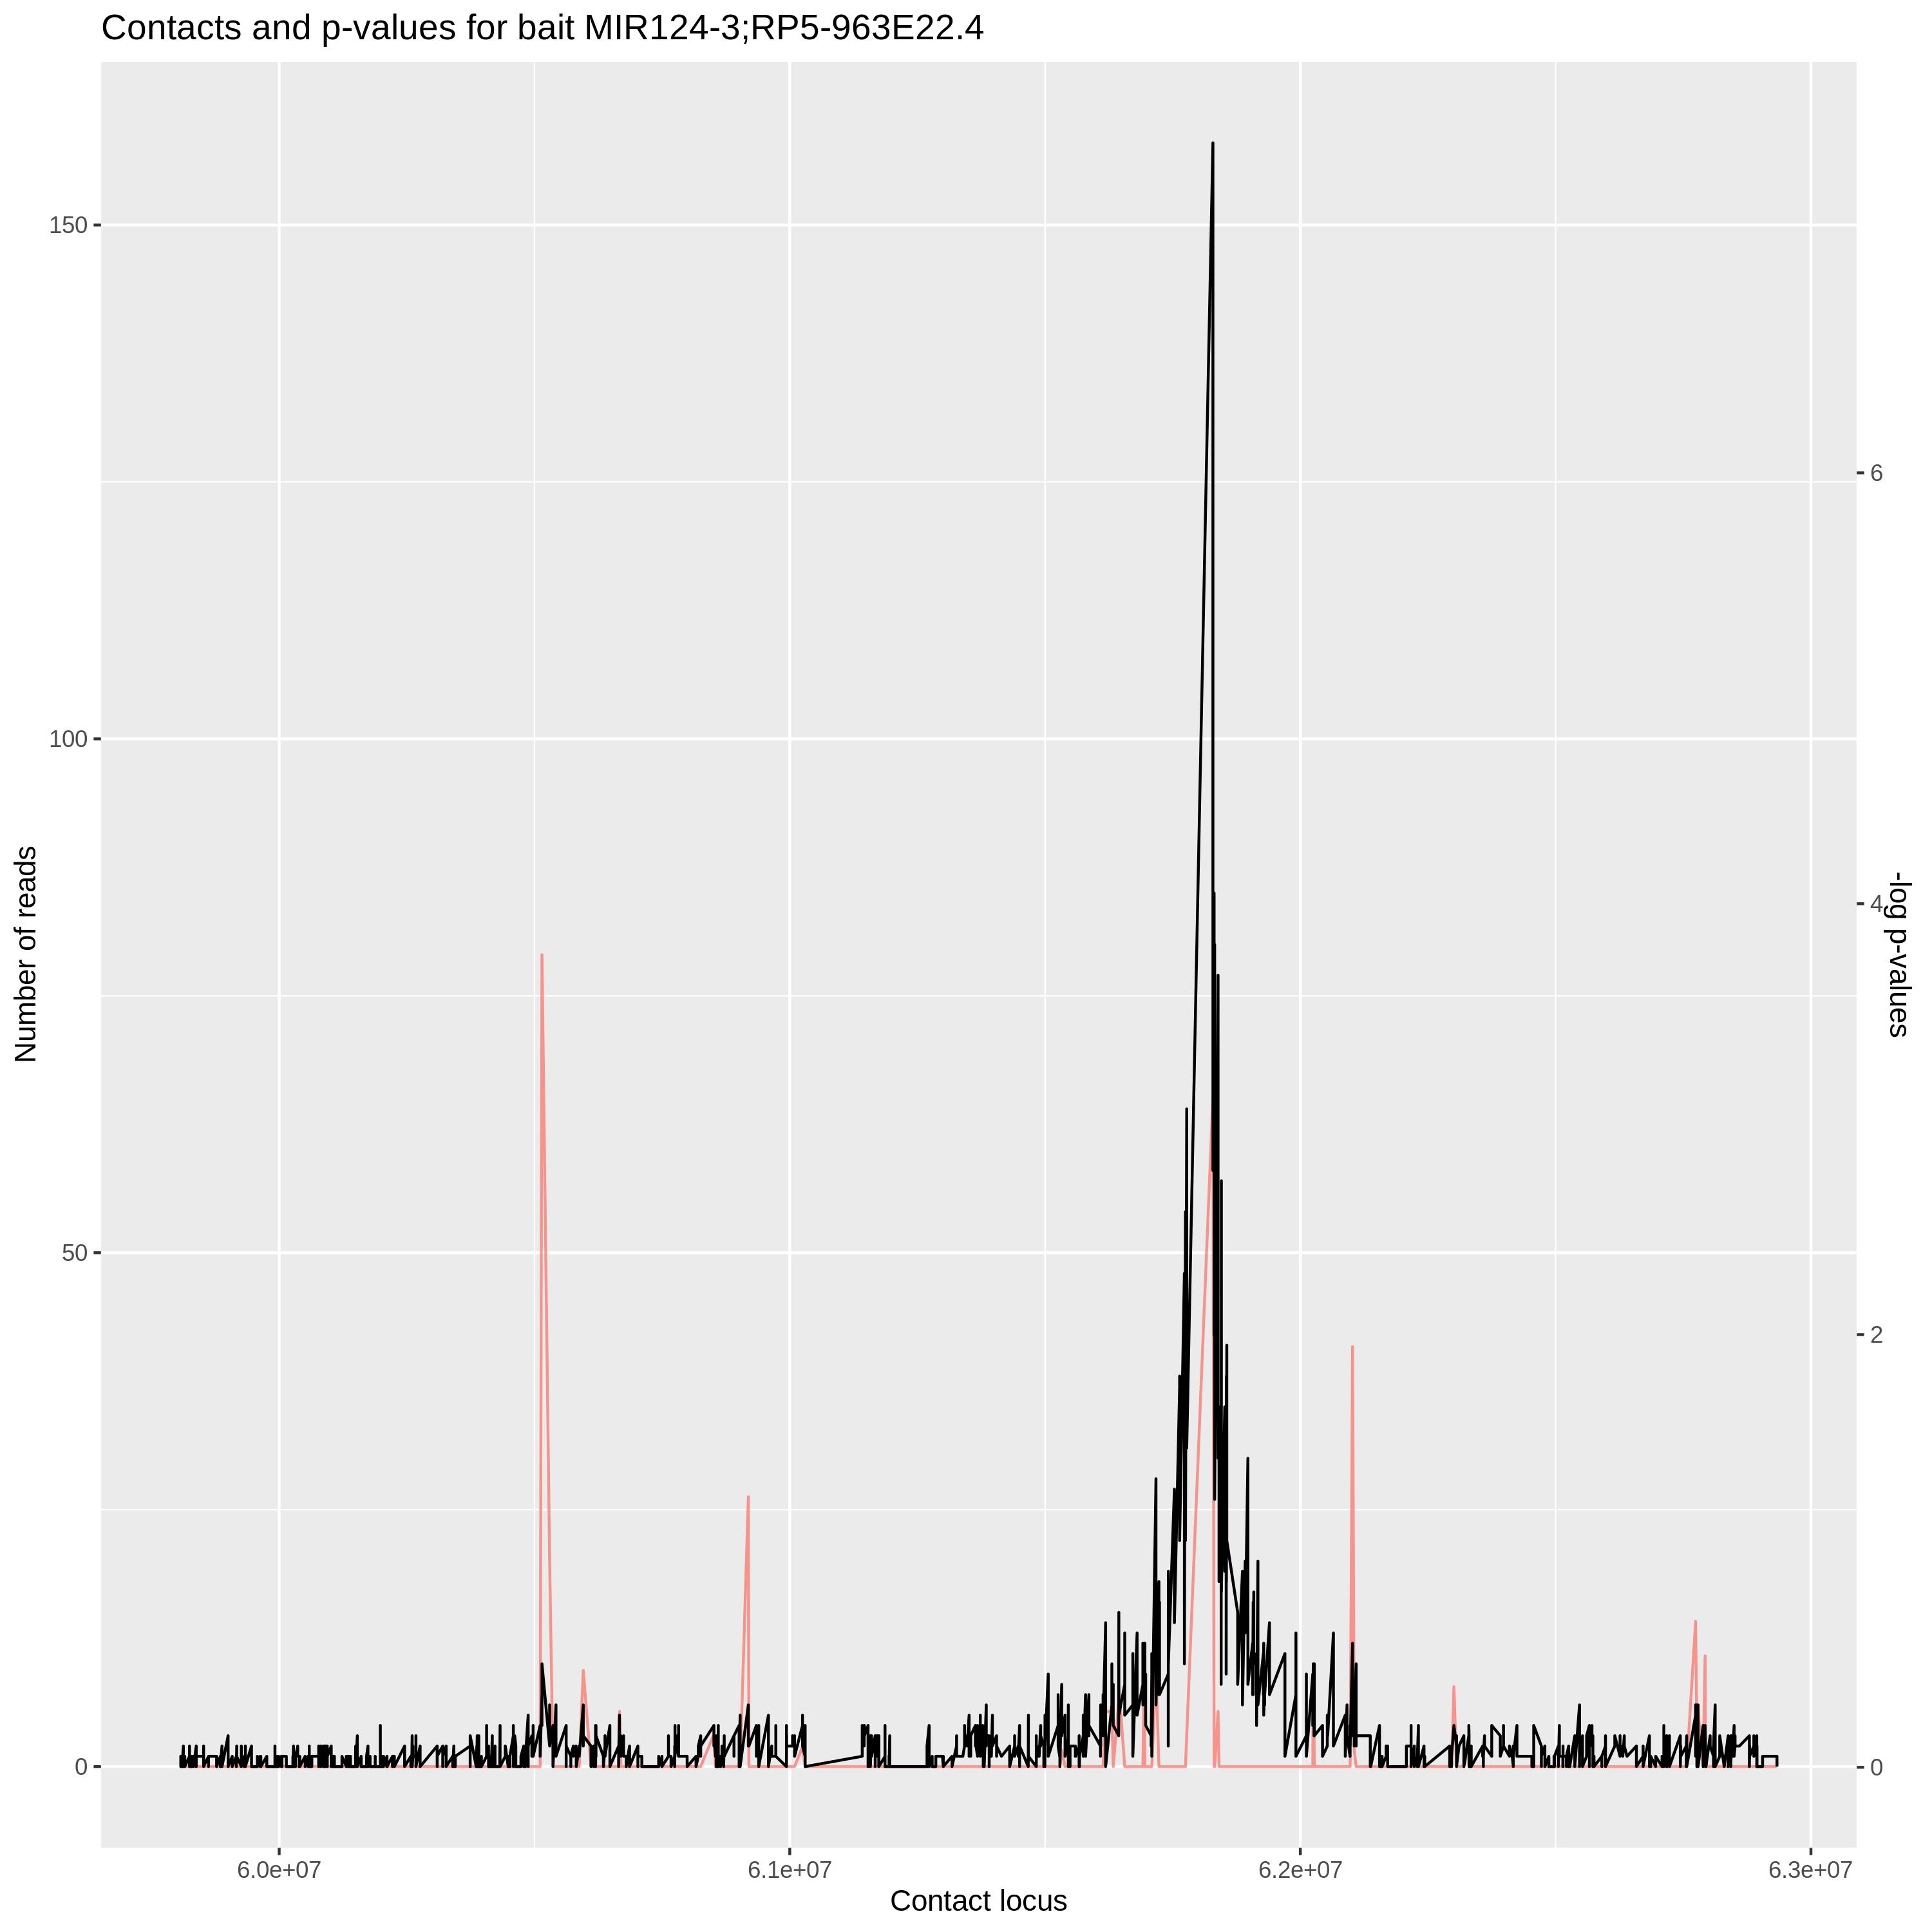 Contacts and p-values for bait MIR124-3;RP5-963E22.4
150
100
50
0
Number of reads
6
4
2
0
-log p-values
6.0e+07 6.1e+07 6.2e+07 6.3e+07
Contact locus